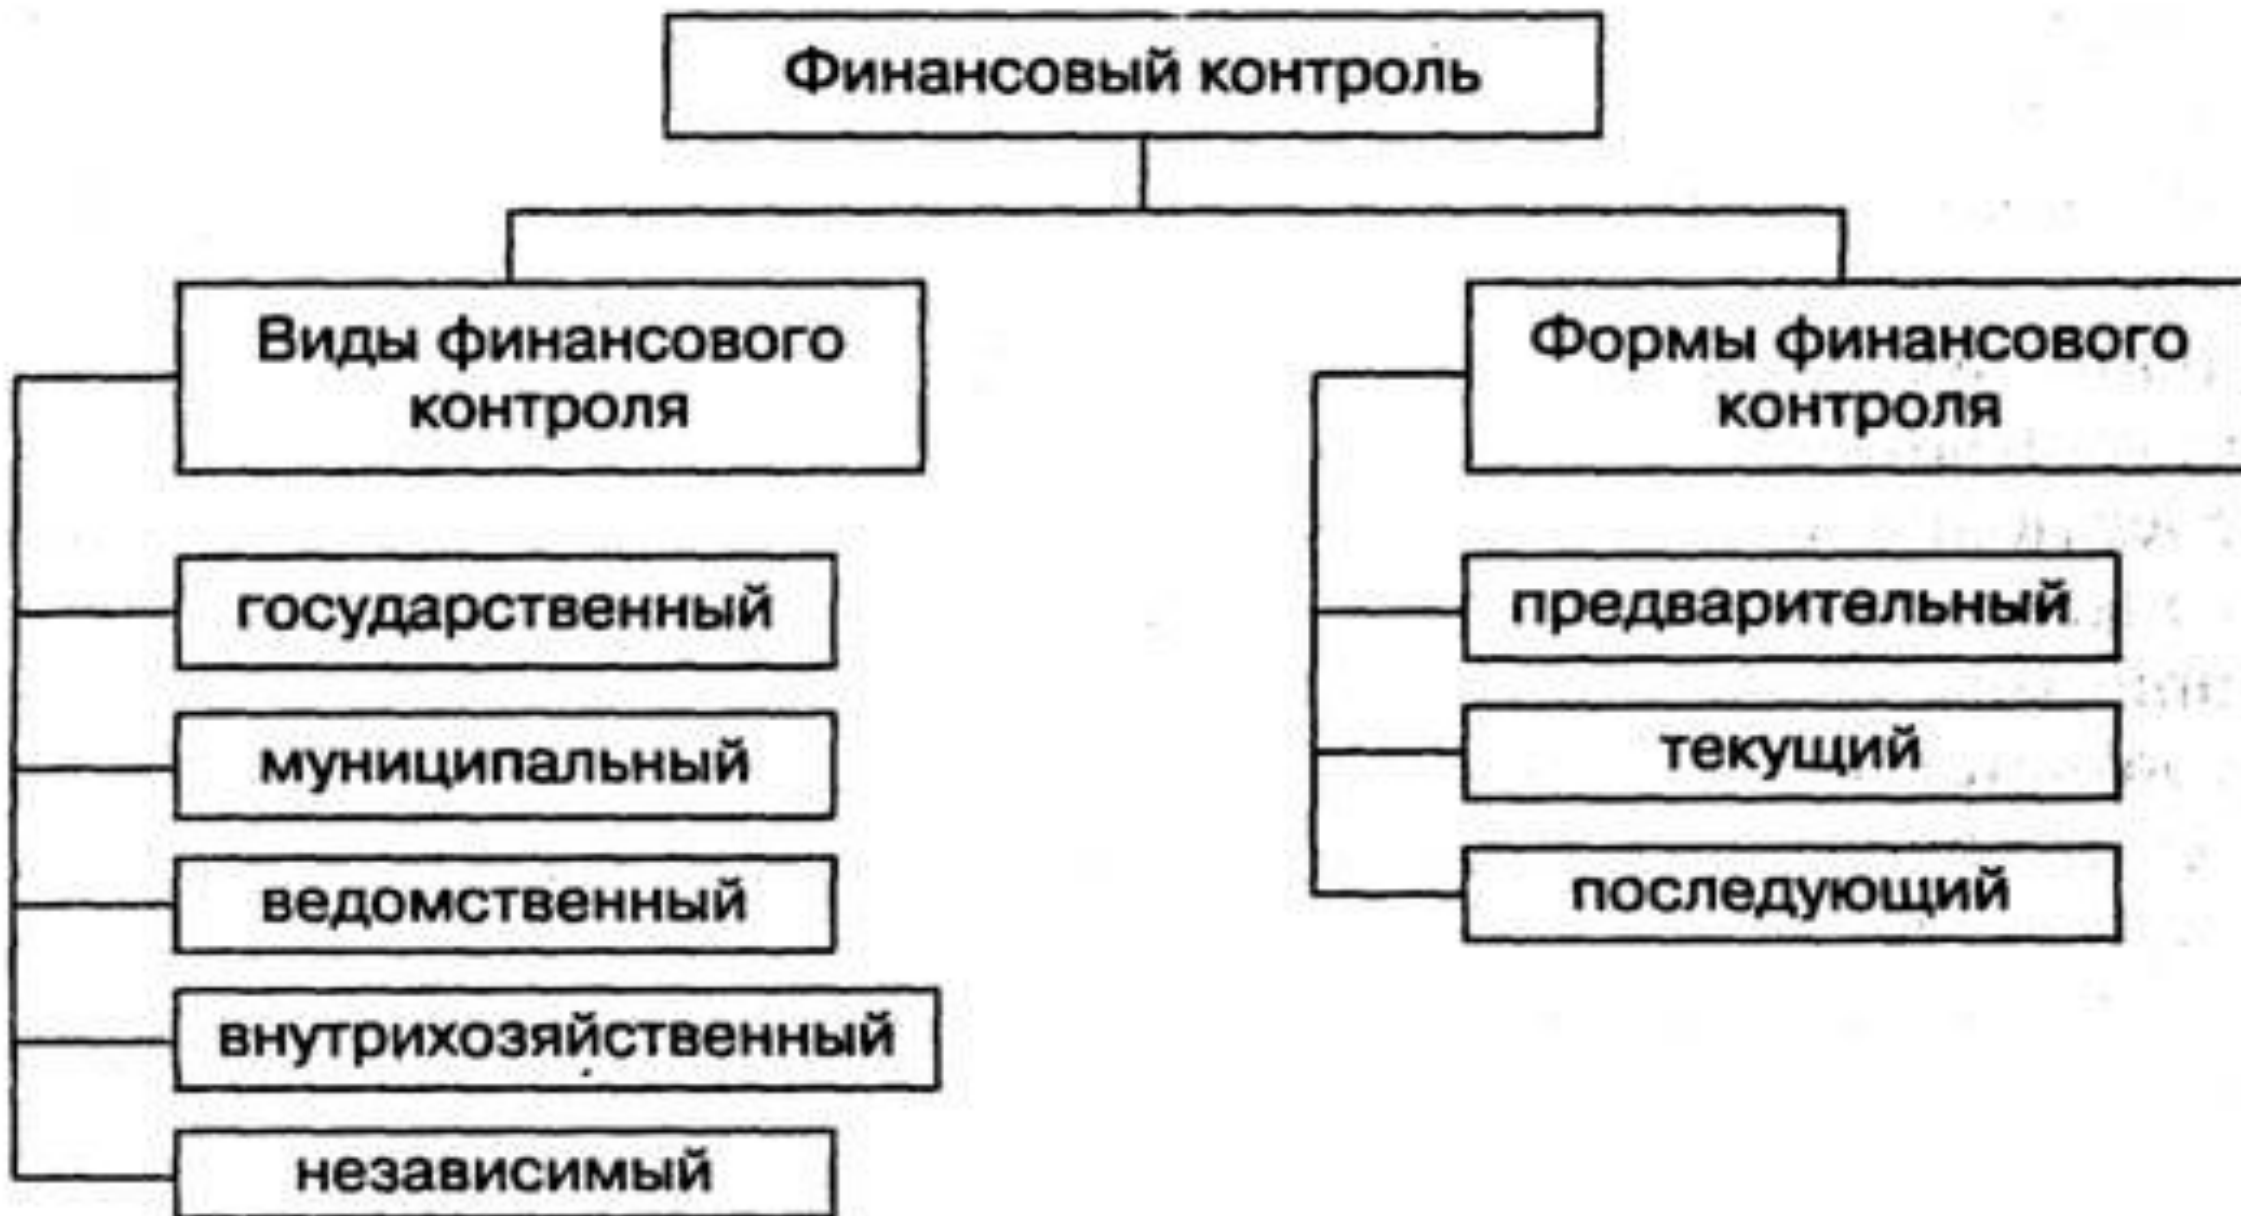 Финансовый контроль
Виды финансового
контроля
государственный
муниципальный
ведомственный
внутрихозяйственный
независимый
Формы финансового
контроля
предварительный
текущий
последующий